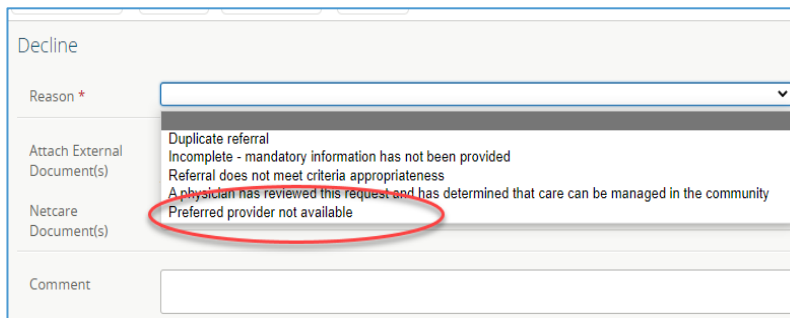 Decline
Reason *
Duplicate referral
Incomplete - mandatory information has not been provided
Referral does not meet criteria appropriateness
A physician has reviewed this request and has determined that care can be managed in the community
Preferred provider not available
Attach External
Document(s)
Netcare
Document(s)
Comment